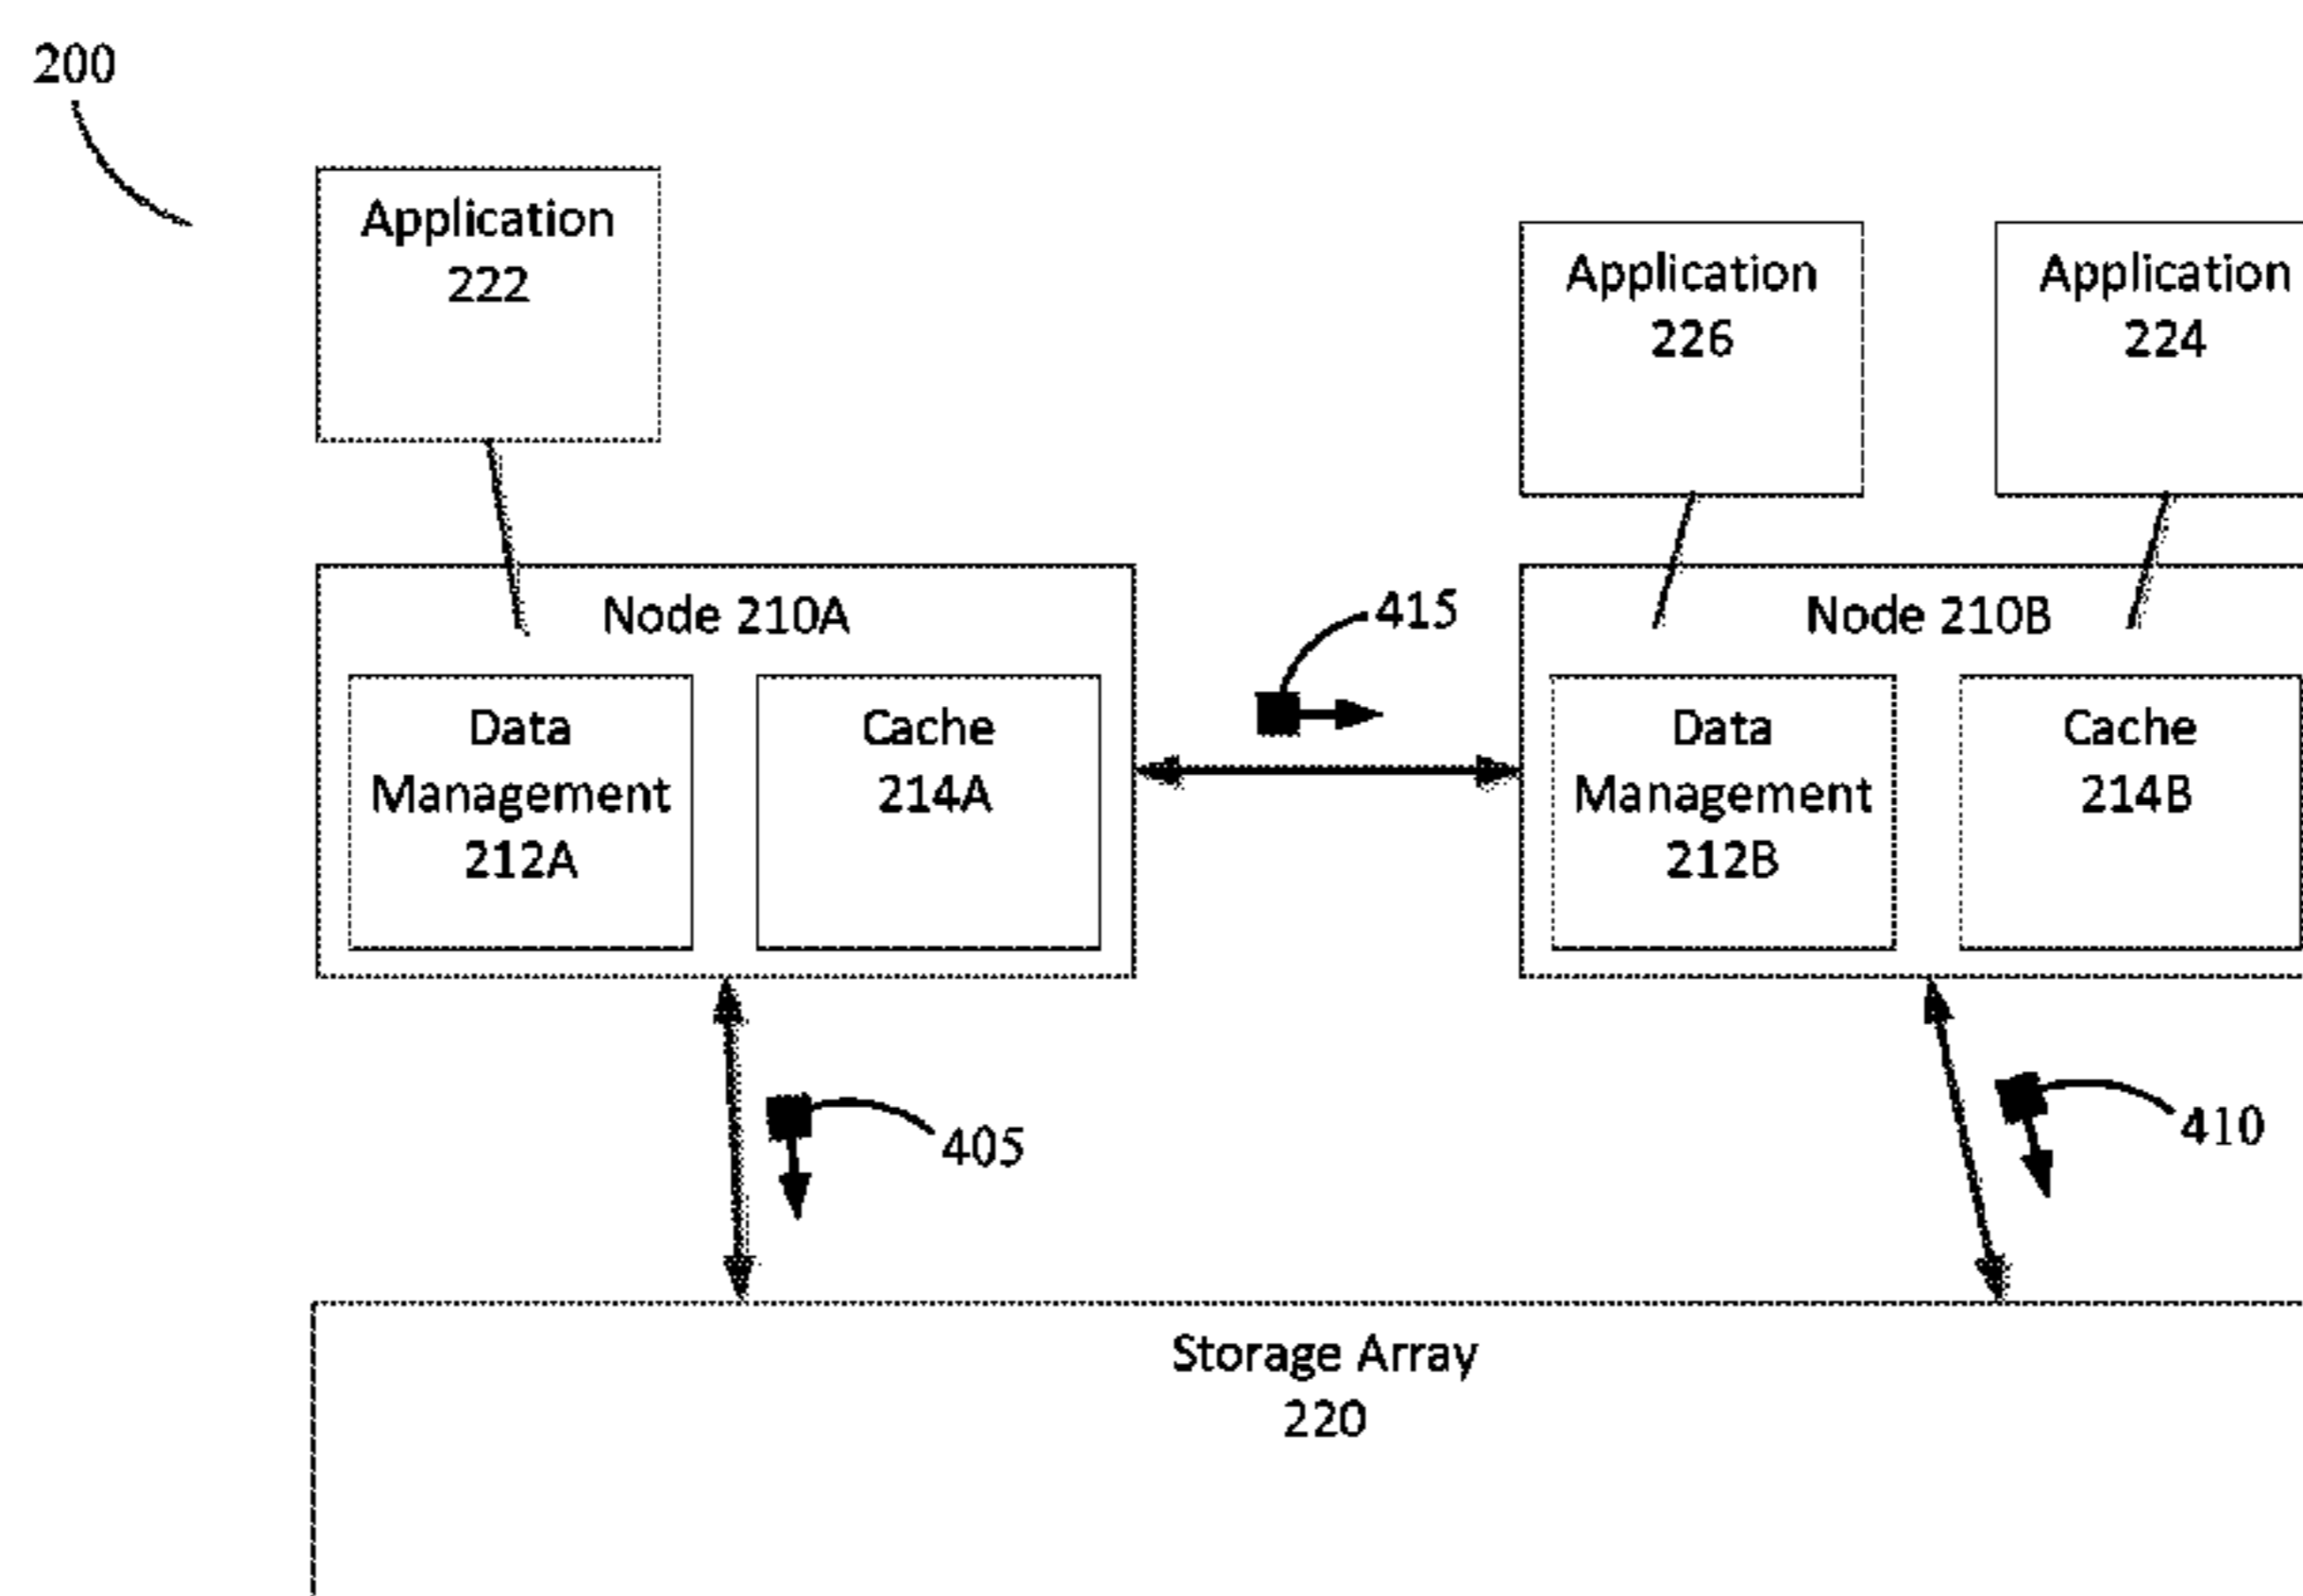 200
Application
222
Application
226
Application
224
Node 210A
415
Node 210B
Data
Management
212A
Cache
214A
Data
Management
212B
Cache
214B
405
410
Storage Array
220